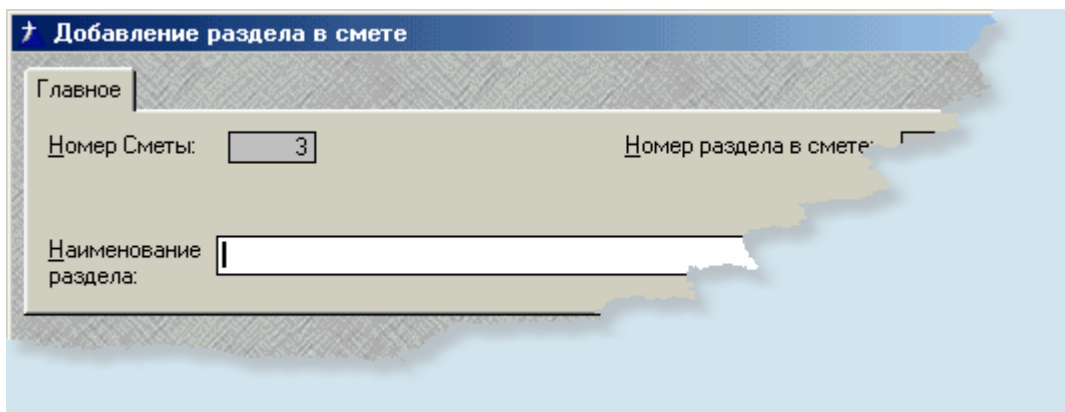 Добавление раздела в смете
Главное
Номер Сметы: 3 Номер раздела в смете:
Наименование
раздела: